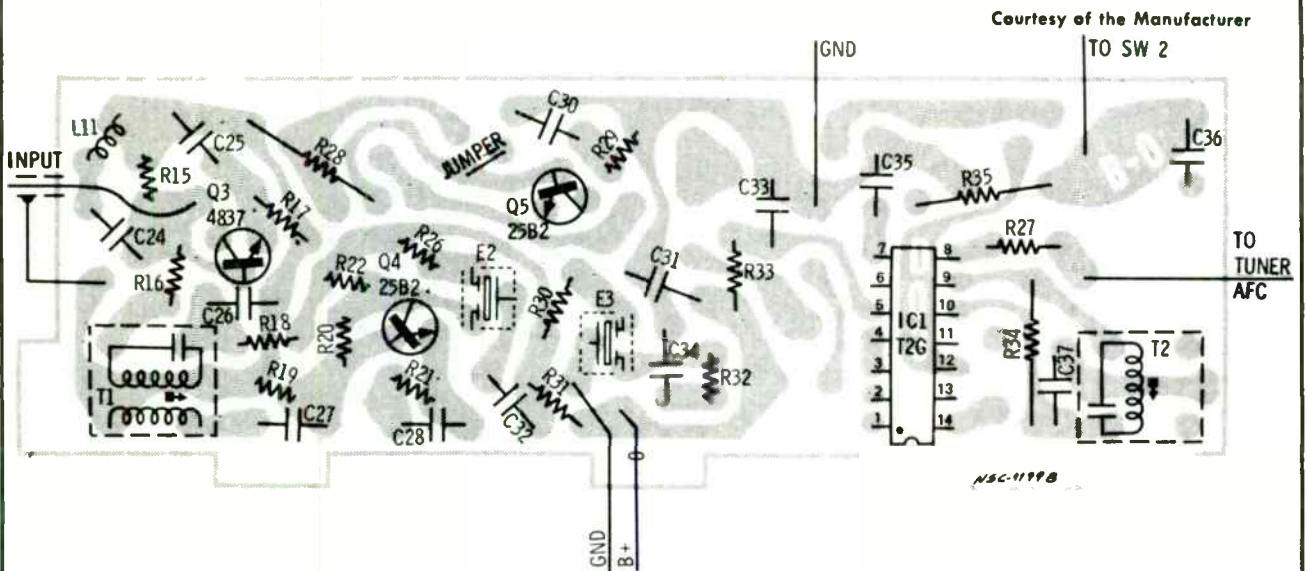 Courtesy of the Manufacturer
GND
TO SW 2
C30
L11
C25
R28
JUMPER
R29
C36
INPUT
R15
Q3
4837
R17
Q5
25B2
C33
C35
R35
B-0
C24
R16
R22
Q4
25B2
R26
E2
C31
R33
R27
TO
TUNER
AFC
7
8
6
9
5
10
4
11
3
12
2
13
1
14
IC1
T2G
C26
R18
R20
R30
E3
R34
T2
C34
R32
C37
T1
R19
R21
R31
C27
C28
C32
NSC-1199B
GND
B+